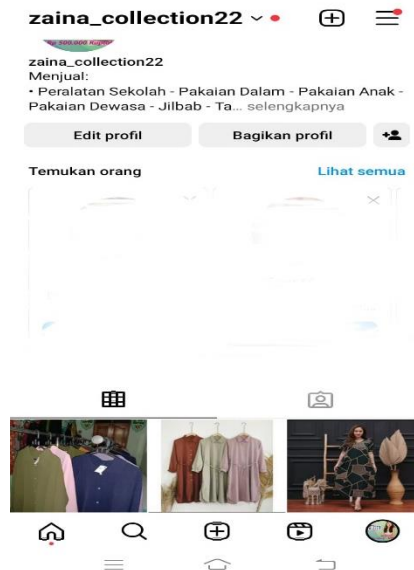 zaina_collection22
zaina_collection22
Menjual:
• Peralatan Sekolah - Pakaian Dalam - Pakaian Anak -
Pakaian Dewasa - Jilbab - Ta... selengkapnya
Edit profil
Bagikan profil
Temukan orang
Lihat semua